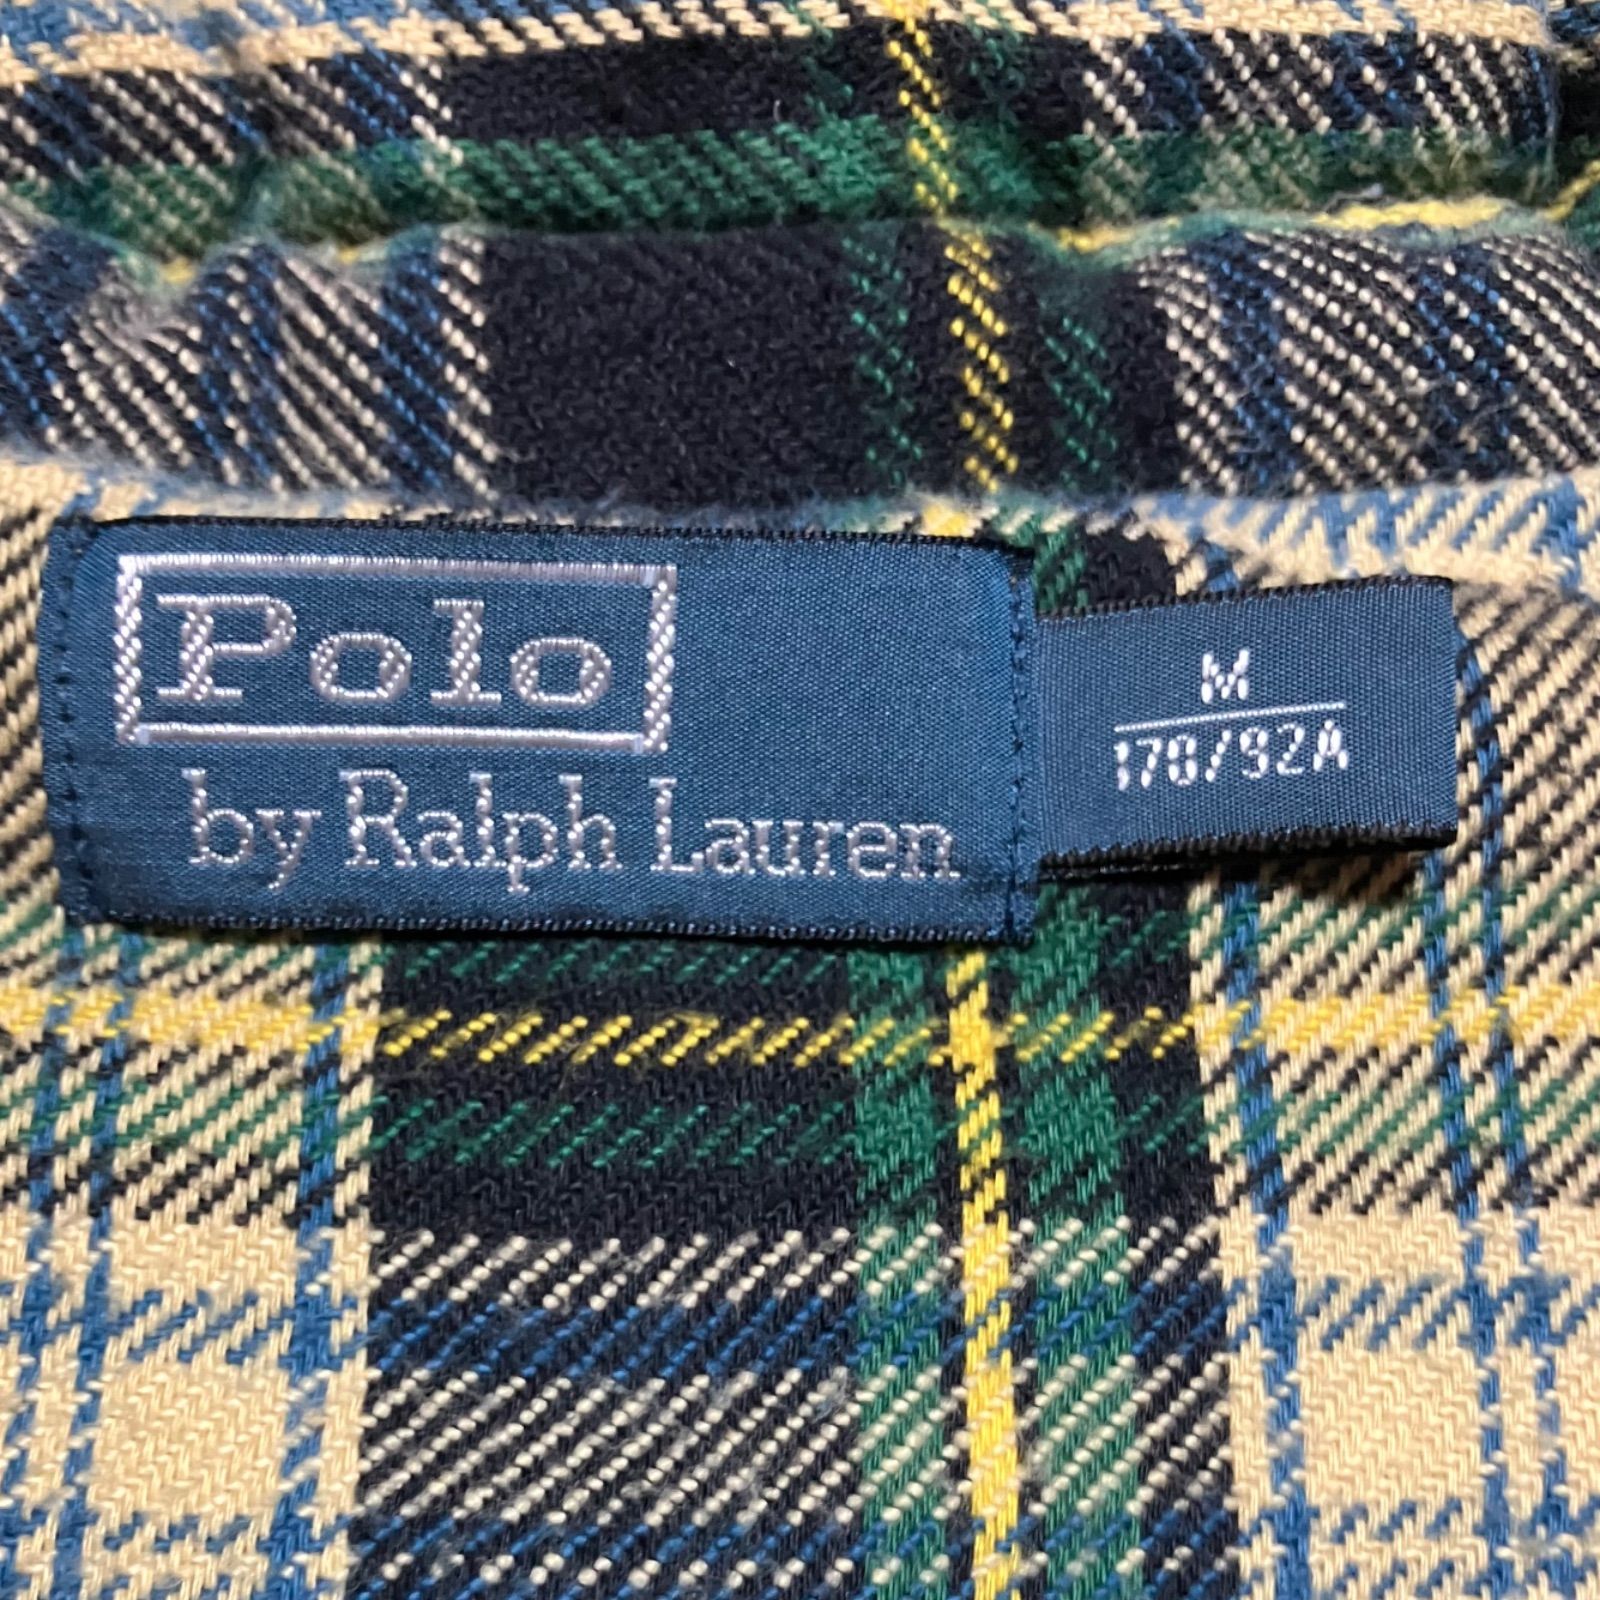 Polo
by Ralph Lauren
M
170/92A